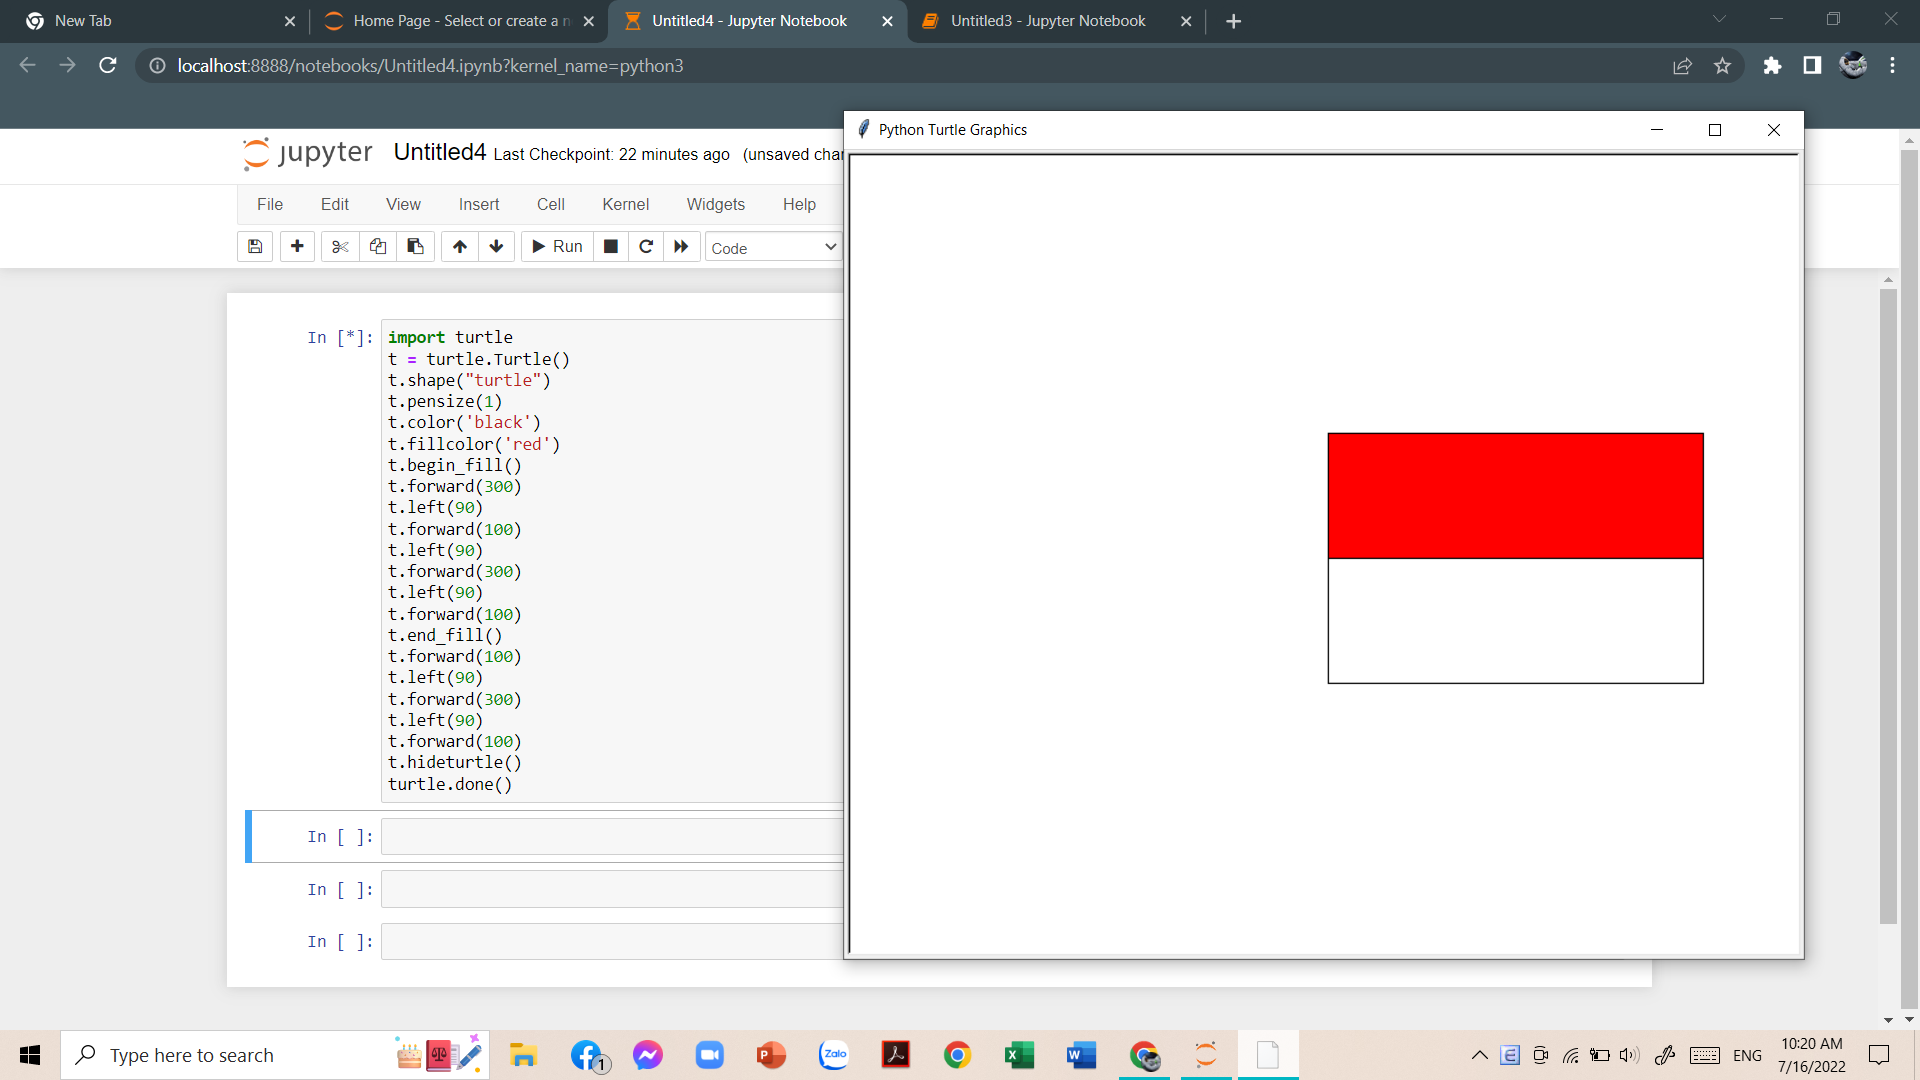 New Tab
Home Page - Select or create a n
Untitled4 - Jupyter Notebook
Untitled3 - Jupyter Notebook
localhost:8888/notebooks/Untitled4.ipynb?kernel_name=python3
Python Turtle Graphics
jupyter Untitled4 Last Checkpoint: 22 minutes ago (unsaved char
File Edit View Insert Cell Kernel Widgets Help
Run Code
In [*]: import turtle
t = turtle.Turtle()
t.shape("turtle")
t.pensize(1)
t.color('black')
t.fillcolor('red')
t.begin_fill()
t.forward(300)
t.left(90)
t.forward(100)
t.left(90)
t.forward(300)
t.left(90)
t.forward(100)
t.end_fill()
t.forward(100)
t.left(90)
t.forward(300)
t.left(90)
t.forward(100)
t.hideturtle()
turtle.done()
In [ ]:
In [ ]:
In [ ]:
Type here to search
1
Zalo
ENG
10:20 AM
7/16/2022